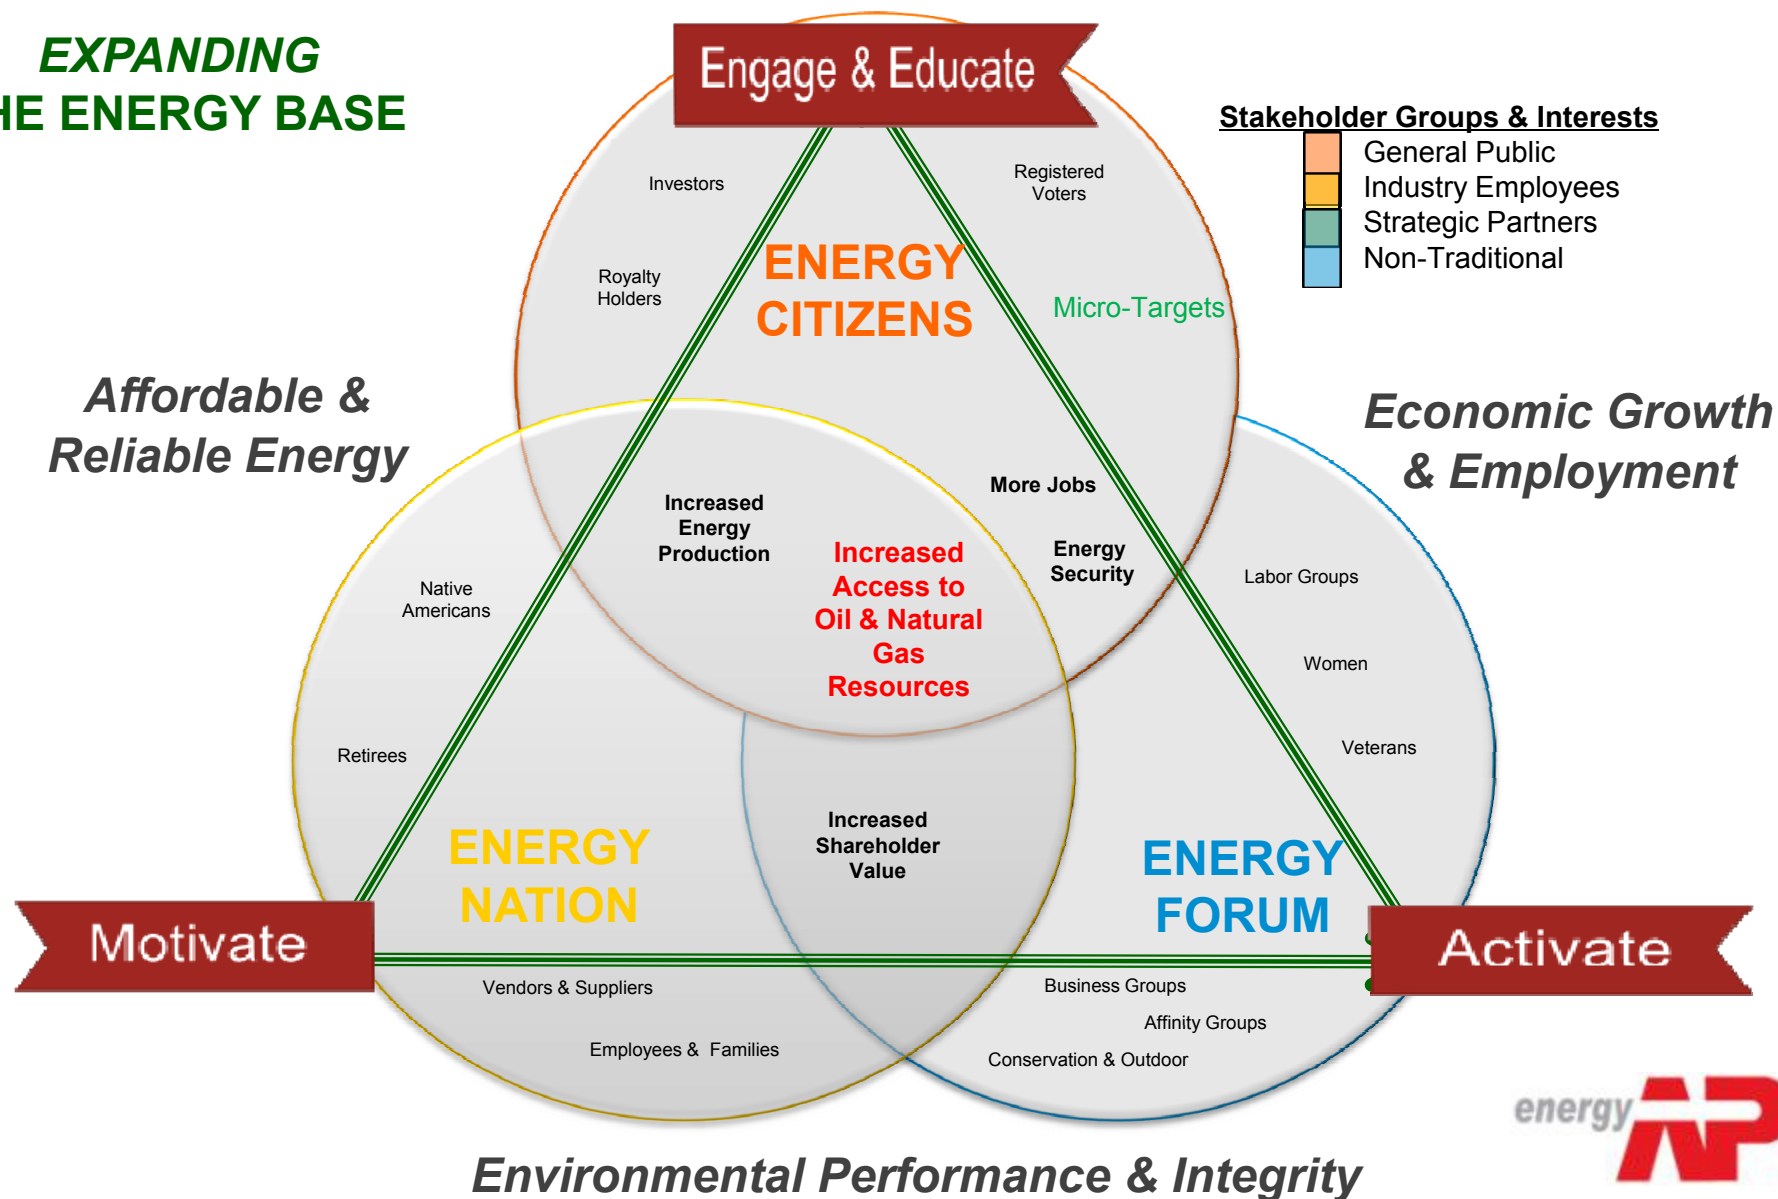 EXPANDING
HE ENERGY BASE
Engage & Educate
Stakeholder Groups & Interests
General Public
Industry Employees
Strategic Partners
Non-Traditional
Investors
Registered
Voters
Royalty
Holders
ENERGY
CITIZENS
Micro-Targets
Affordable &
Reliable Energy
Economic Growth
& Employment
Increased
Energy
Production
More Jobs
Energy
Security
Increased
Access to
Oil & Natural
Gas
Resources
Native
Americans
Labor Groups
Women
Retirees
Veterans
Increased
Shareholder
Value
ENERGY
NATION
ENERGY
FORUM
Motivate
Activate
Vendors & Suppliers
Business Groups
Affinity Groups
Employees &  Families
Conservation & Outdoor
energy AP
Environmental Performance & Integrity